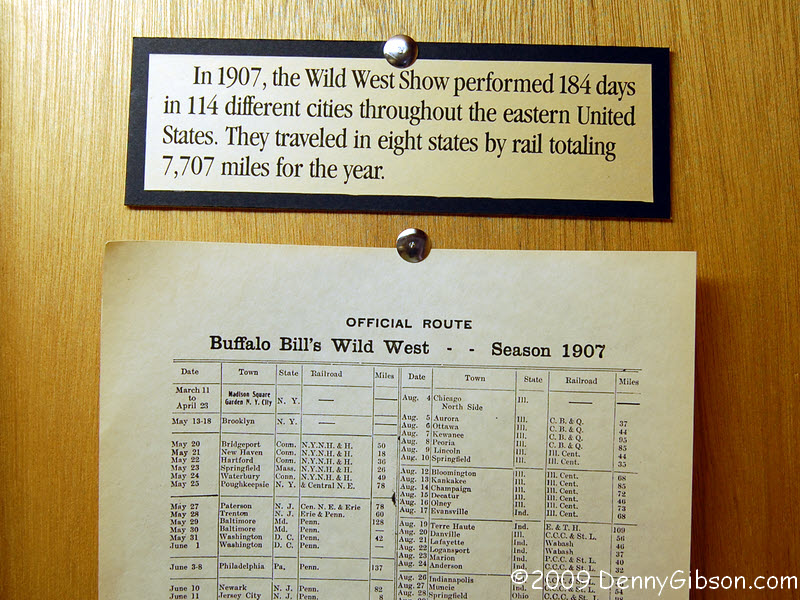 In 1907, the Wild West Show performed 184 days
in 114 different cities throughout the eastern United
States. They traveled in eight states by rail totaling
7,707 miles for the year.
OFFICIAL ROUTE
Buffalo Bill's Wild West - - Season 1907
Date Town State Railroad Miles Date Town State Railroad Miles
March 11 to April 23 Madison Square Garden N. Y. City N. Y. — —
May 13-18 Brooklyn N. Y. — —
May 20 Bridgeport Conn. N.Y.N.H. & H. 50
May 21 New Haven Conn. N.Y.N.H. & H. 18
May 22 Hartford Conn. N.Y.N.H. & H. 36
May 23 Springfield Mass. N.Y.N.H. & H. 26
May 24 Waterbury Conn. N.Y.N.H. & H. 49
May 25 Poughkeepsie N. Y. & Central N. E. 78
May 27 Paterson N. J. Cen. N. E. & Erie 78
May 28 Trenton N. J. Erie & Penn. 60
May 29 Baltimore Md. Penn. 128
May 30 Baltimore Md. Penn. —
May 31 Washington D. C. Penn. 42
June 1 Washington D. C. Penn. —
June 3-8 Philadelphia Pa. Penn. 137
June 10 Newark N. J. Penn. 82
June 11 Jersey City N. J. Penn. 8
Aug. 4 Chicago North Side Ill. — —
Aug. 5 Aurora Ill. C. B. & Q. 37
Aug. 6 Ottawa Ill. C. B. & Q. 44
Aug. 7 Kewanee Ill. C. B. & Q. 95
Aug. 8 Peoria Ill. C. B. & Q. 85
Aug. 9 Lincoln Ill. Ill. Cent. 44
Aug. 10 Springfield Ill. Ill. Cent. 35
Aug. 12 Bloomington Ill. Ill. Cent. 68
Aug. 13 Kankakee Ill. Ill. Cent. 85
Aug. 14 Champaign Ill. Ill. Cent. 72
Aug. 15 Decatur Ill. Ill. Cent. 46
Aug. 16 Olney Ill. Ill. Cent. 73
Aug. 17 Evansville Ind. Ill. Cent. 68
Aug. 19 Terre Haute Ind. E. & T. H. 109
Aug. 20 Danville Ill. C.C.C. & St. L. 56
Aug. 21 Lafayette Ind. Wabash 46
Aug. 22 Logansport Ind. Wabash 37
Aug. 23 Marion Ind. P.C.C. & St. L. 40
Aug. 24 Anderson Ind. 32
Aug. 26 Indianapolis Ind.
Aug. 27 Muncie Ind.
Aug. 28 Springfield Ohio
©2009 DennyGibson.com